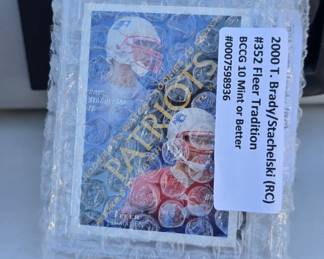 2000 T. Brady/Stachelski (RC)
#352 Fleer Tradition
BCCG 10 Mint or Better
#0007598936
PATRIOTS